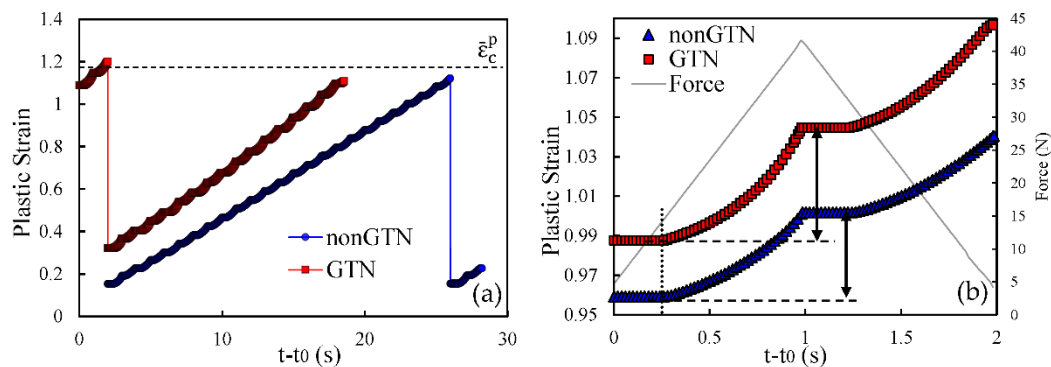 1.4
1.2
1
0.8
0.6
0.4
0.2
0
Plastic Strain
ε̄ᵖ_c
nonGTN
GTN
(a)
0 10 20 30
t-t0 (s)
1.09
1.07
1.05
1.03
1.01
0.99
0.97
0.95
Plastic Strain
nonGTN
GTN
Force
(b)
45
40
35
30
25
20
15
10
5
0
Force (N)
0 0.5 1 1.5 2
t-t0 (s)